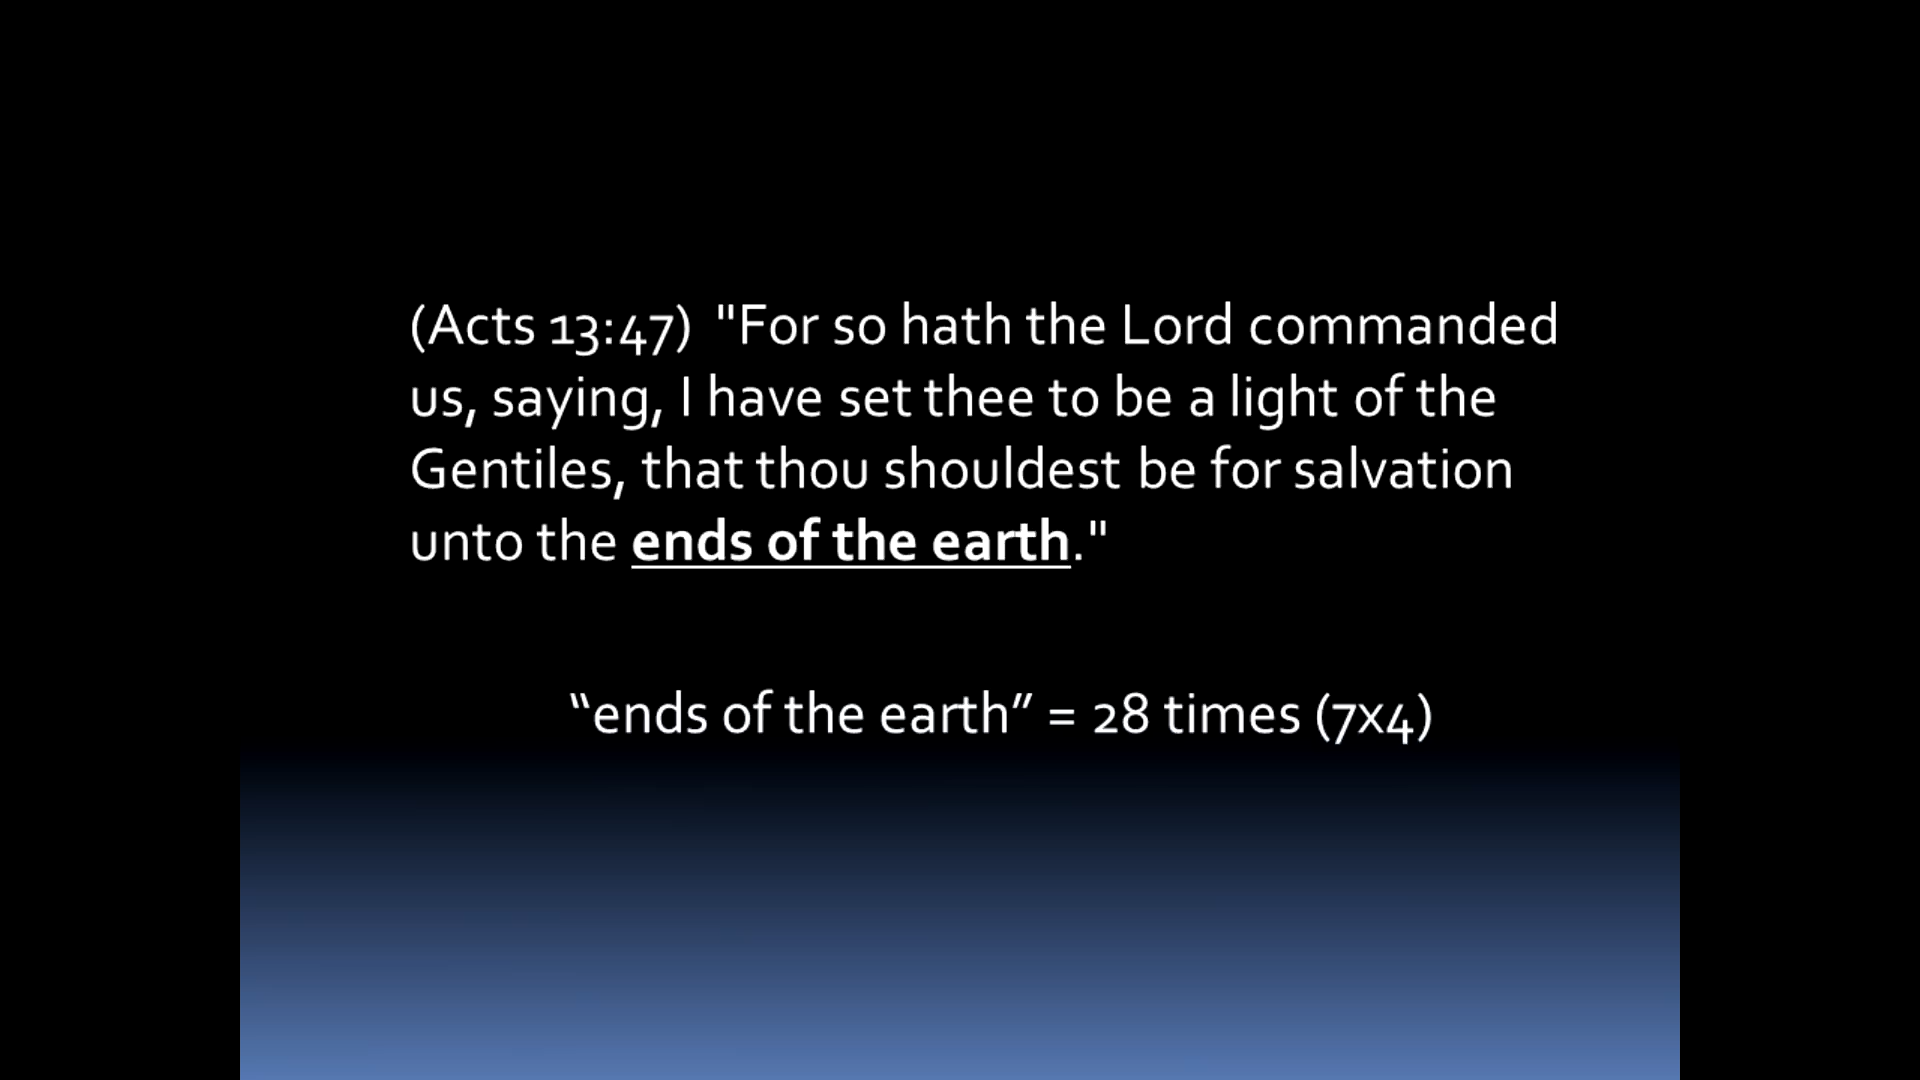 (Acts 13:47)  "For so hath the Lord commanded
us, saying, I have set thee to be a light of the
Gentiles, that thou shouldest be for salvation
unto the ends of the earth."
“ends of the earth” = 28 times (7x4)